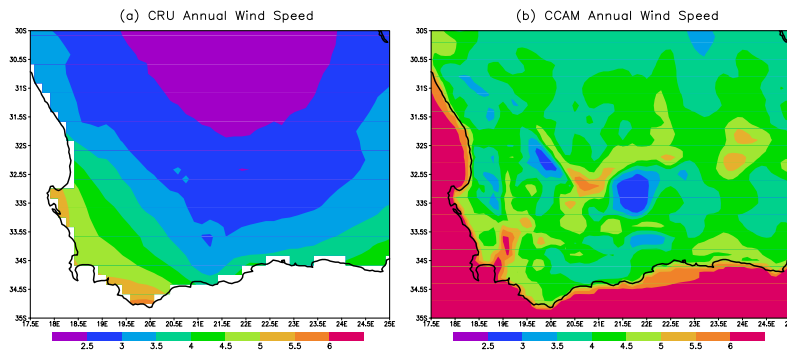 (a) CRU Annual Wind Speed
(b) CCAM Annual Wind Speed
30S
30.5S
31S
31.5S
32S
32.5S
33S
33.5S
34S
34.5S
35S
17.5E 18E 18.5E 19E 19.5E 20E 20.5E 21E 21.5E 22E 22.5E 23E 23.5E 24E 24.5E 25E
2.5 3 3.5 4 4.5 5 5.5 6
30S
30.5S
31S
31.5S
32S
32.5S
33S
33.5S
34S
34.5S
35S
17.5E 18E 18.5E 19E 19.5E 20E 20.5E 21E 21.5E 22E 22.5E 23E 23.5E 24E 24.5E
2.5 3 3.5 4 4.5 5 5.5 6